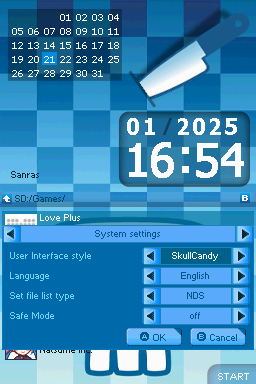 01 02 03 04
05 06 07 08 09 10 11
12 13 14 15 16 17 18
19 20 21 22 23 24 25
26 27 28 29 30 31
01 / 2025
16:54
Sanras
SD:/Games/ B
Love Plus
System settings
User Interface style SkullCandy
Language English
Set file list type NDS
Safe Mode off
A OK B Cancel
Natsume Inc.
START